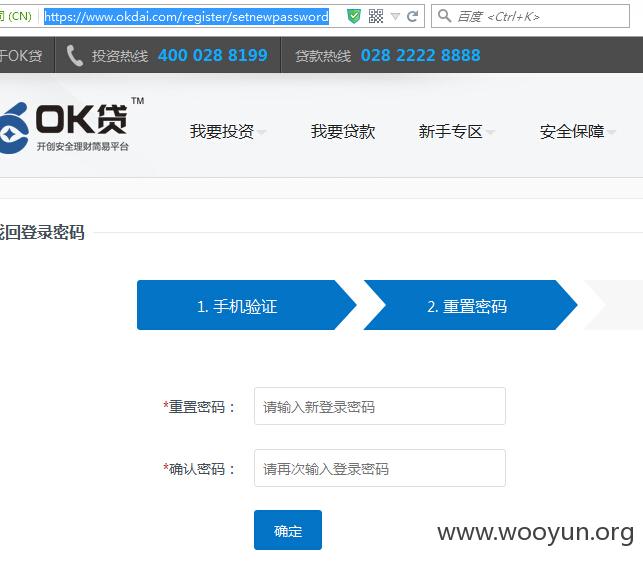 司 (CN) https://www.okdai.com/register/setnewpassword 百度 <Ctrl+K>
于OK贷 投资热线 400 028 8199 贷款热线 028 2222 8888
OK贷 TM
开创安全理财简易平台
我要投资 我要贷款 新手专区 安全保障
找回登录密码
1. 手机验证 2. 重置密码
*重置密码： 请输入新登录密码
*确认密码： 请再次输入登录密码
确定
www.wooyun.org